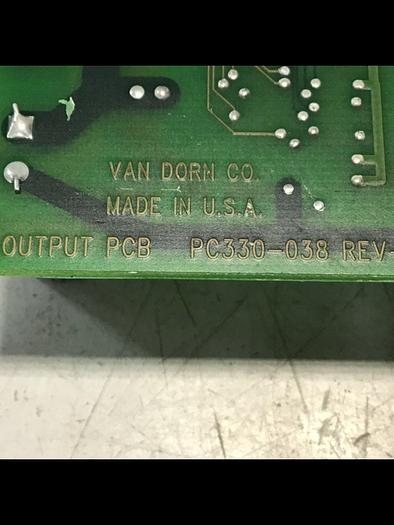 VAN DORN CO.
MADE IN U.S.A.
OUTPUT PCB PC330-038 REV-